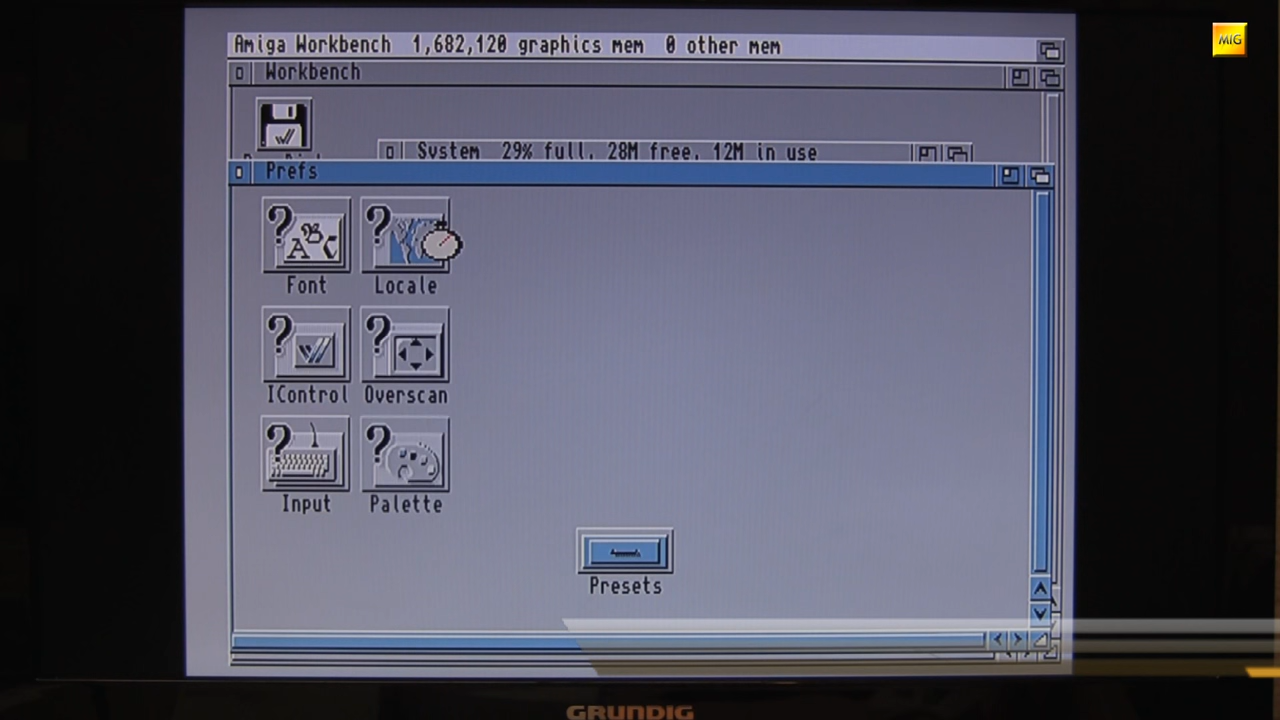 MIG
Amiga Workbench 1,682,120 graphics mem 0 other mem
Workbench
System 29% full, 28M free, 12M in use
Prefs
Font Locale
IControl Overscan
Input Palette
Presets
GRUNDIG